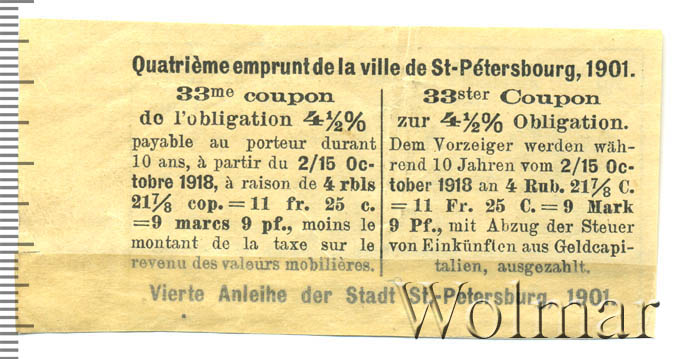 Quatrième emprunt de la ville de St-Pétersbourg, 1901.
33me coupon
de l'obligation 4½%
payable au porteur durant
10 ans, à partir du 2/15 Oc-
tobre 1918, à raison de 4 rbls
21⅞ cop. = 11 fr. 25 c.
=9 marcs 9 pf., moins le
montant de la taxe sur le
revenu des valeurs mobilières.
33ster Coupon
zur 4½% Obligation.
Dem Vorzeiger werden wäh-
rend 10 Jahren vom 2/15 Oc-
tober 1918 an 4 Rub. 21⅞ C.
= 11 Fr. 25 C. = 9 Mark
9 Pf., mit Abzug der Steuer
von Einkünften aus Geldcapi-
talien, ausgezahlt.
Vierte Anleihe der Stadt St.-Petersburg, 1901
Wolmar